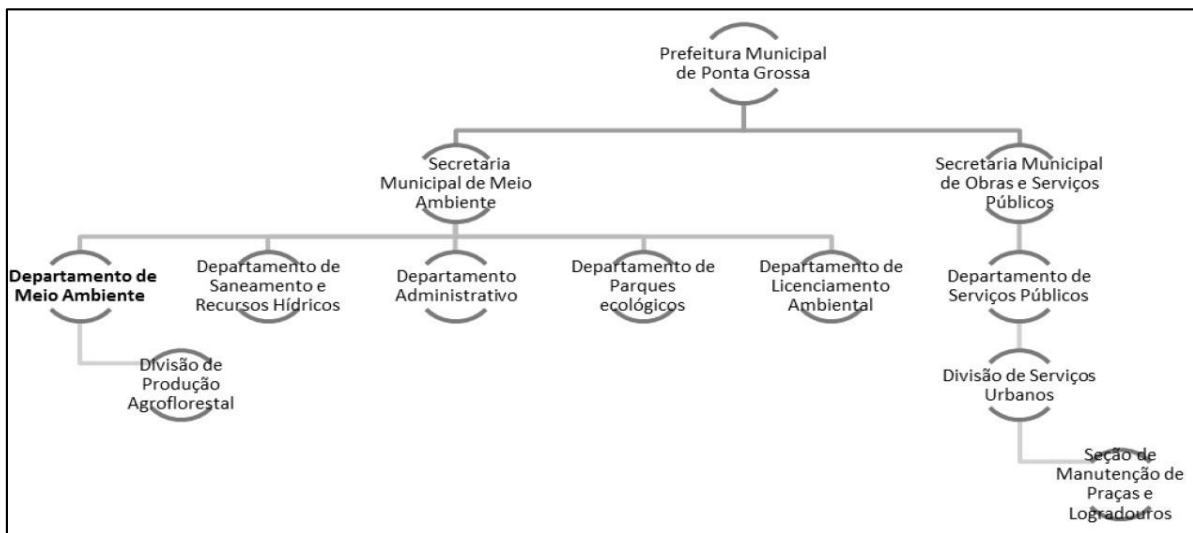 Prefeitura Municipal
de Ponta Grossa
Secretaria
Municipal de Meio
Ambiente
Secretaria Municipal
de Obras e Serviços
Públicos
Departamento de
Meio Ambiente
Departamento de
Saneamento e
Recursos Hídricos
Departamento
Administrativo
Departamento de
Parques
ecológicos
Departamento de
Licenciamento
Ambiental
Departamento de
Serviços Públicos
Divisão de
Produção
Agroflorestal
Divisão de Serviços
Urbanos
Seção de
Manutenção de
Praças e
Logradouros